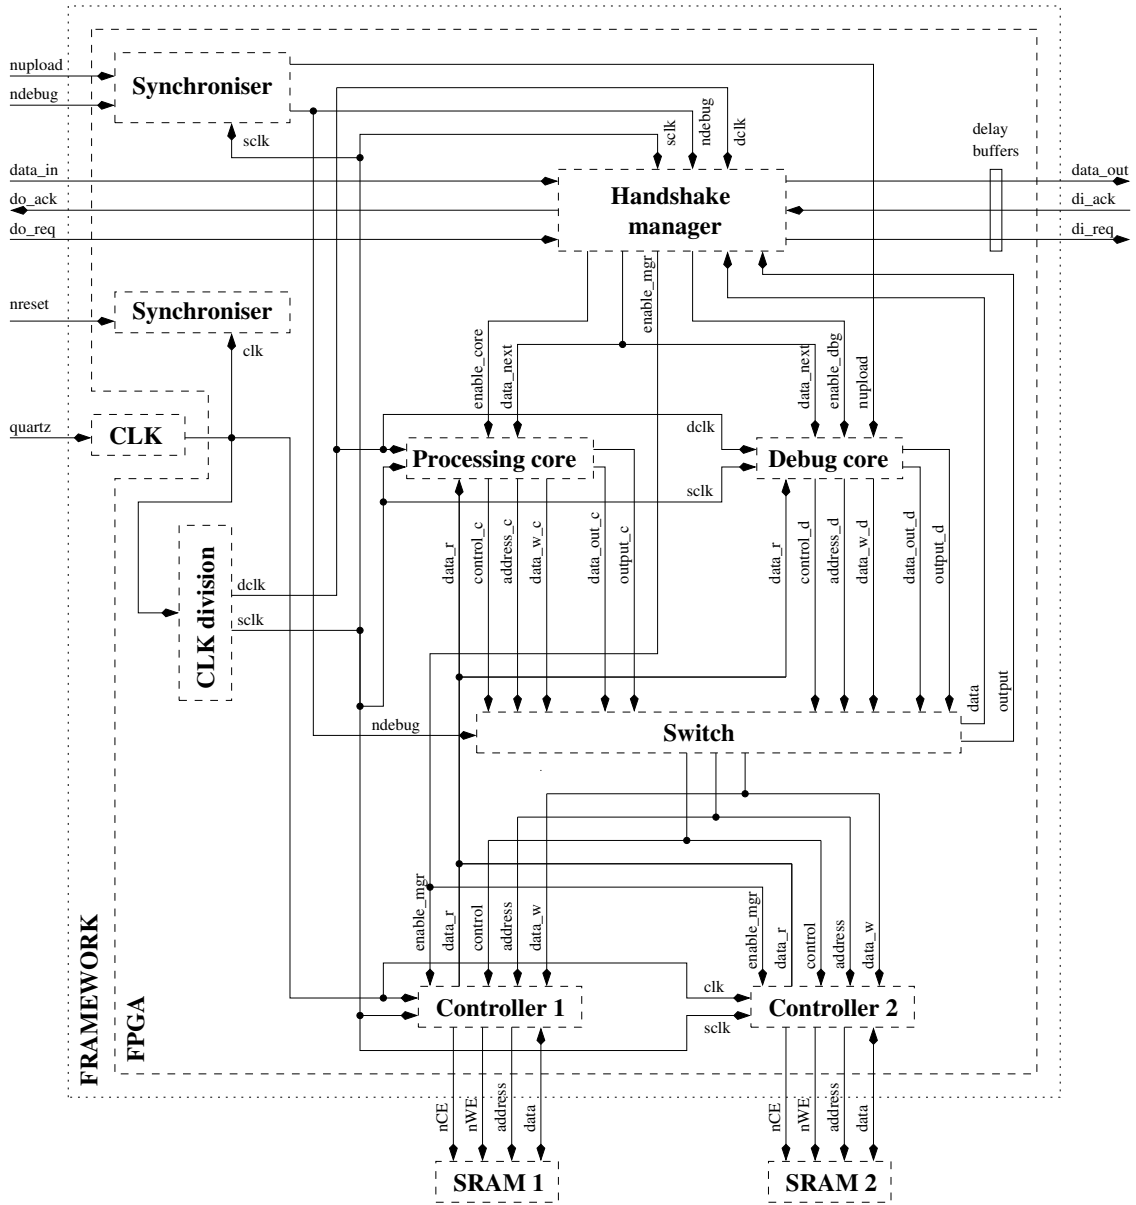 nupload
ndebug
Synchroniser
sclk
sclk
ndebug
dclk
delay
buffers
data_in
do_ack
do_req
Handshake
manager
data_out
di_ack
di_req
nreset
Synchroniser
clk
enable_mgr
enable_core
data_next
data_next
enable_dbg
nupload
quartz
CLK
dclk
Processing core
Debug core
sclk
data_r
control_c
address_c
data_w_c
data_out_c
output_c
data_r
control_d
address_d
data_w_d
data_out_d
output_d
CLK division
dclk
sclk
data
output
ndebug
Switch
enable_mgr
data_r
control
address
data_w
enable_mgr
data_r
control
address
data_w
FRAMEWORK
FPGA
clk
Controller 1
Controller 2
sclk
nCE
nWE
address
data
nCE
nWE
address
data
SRAM 1
SRAM 2